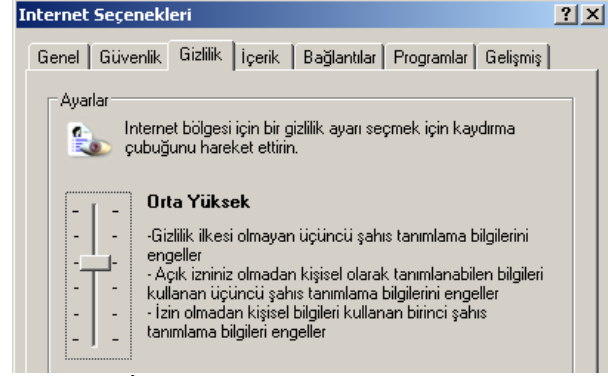 Internet Seçenekleri
Genel Güvenlik Gizlilik İçerik Bağlantılar Programlar Gelişmiş
Ayarlar
Internet bölgesi için bir gizlilik ayarı seçmek için kaydırma
çubuğunu hareket ettirin.
Orta Yüksek
-Gizlilik ilkesi olmayan üçüncü şahıs tanımlama bilgilerini
engeller
- Açık izniniz olmadan kişisel olarak tanımlanabilen bilgileri
kullanan üçüncü şahıs tanımlama bilgilerini engeller
- İzin olmadan kişisel bilgileri kullanan birinci şahıs
tanımlama bilgileri engeller